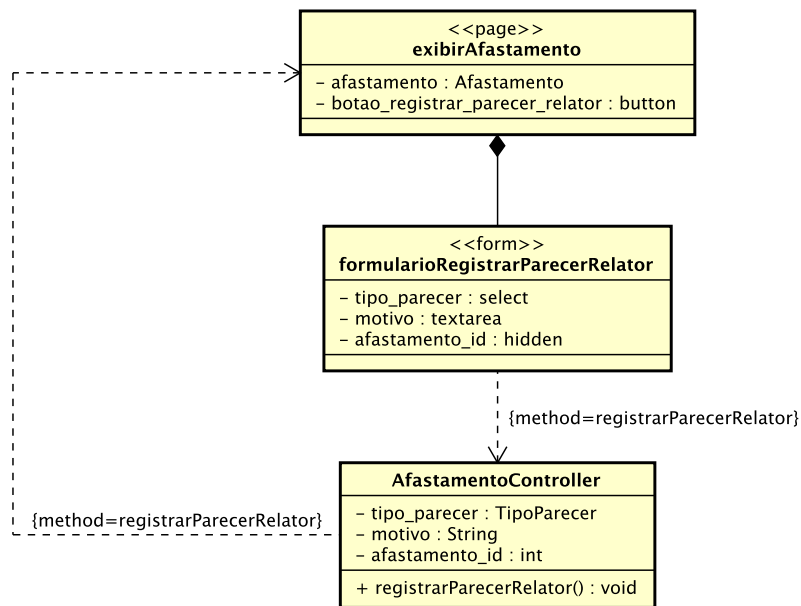 <<page>>
exibirAfastamento
– afastamento : Afastamento
– botao_registrar_parecer_relator : button
<<form>>
formularioRegistrarParecerRelator
– tipo_parecer : select
– motivo : textarea
– afastamento_id : hidden
{method=registrarParecerRelator}
AfastamentoController
– tipo_parecer : TipoParecer
– motivo : String
– afastamento_id : int
+ registrarParecerRelator() : void
{method=registrarParecerRelator}